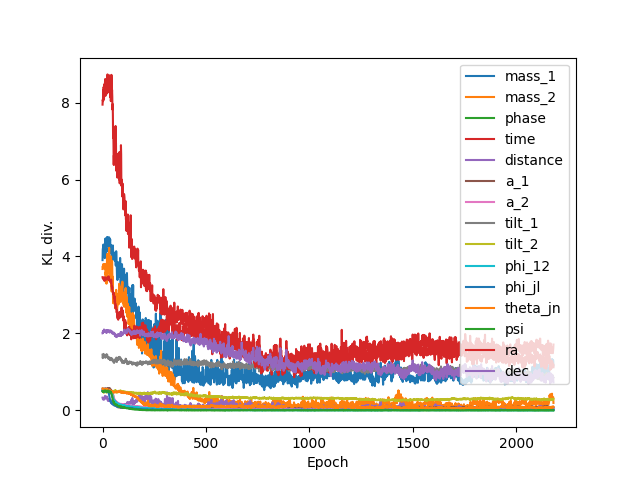 8
6
4
2
0
KL div.
0
500
1000
1500
2000
Epoch
mass_1
mass_2
phase
time
distance
a_1
a_2
tilt_1
tilt_2
phi_12
phi_jl
theta_jn
psi
ra
dec